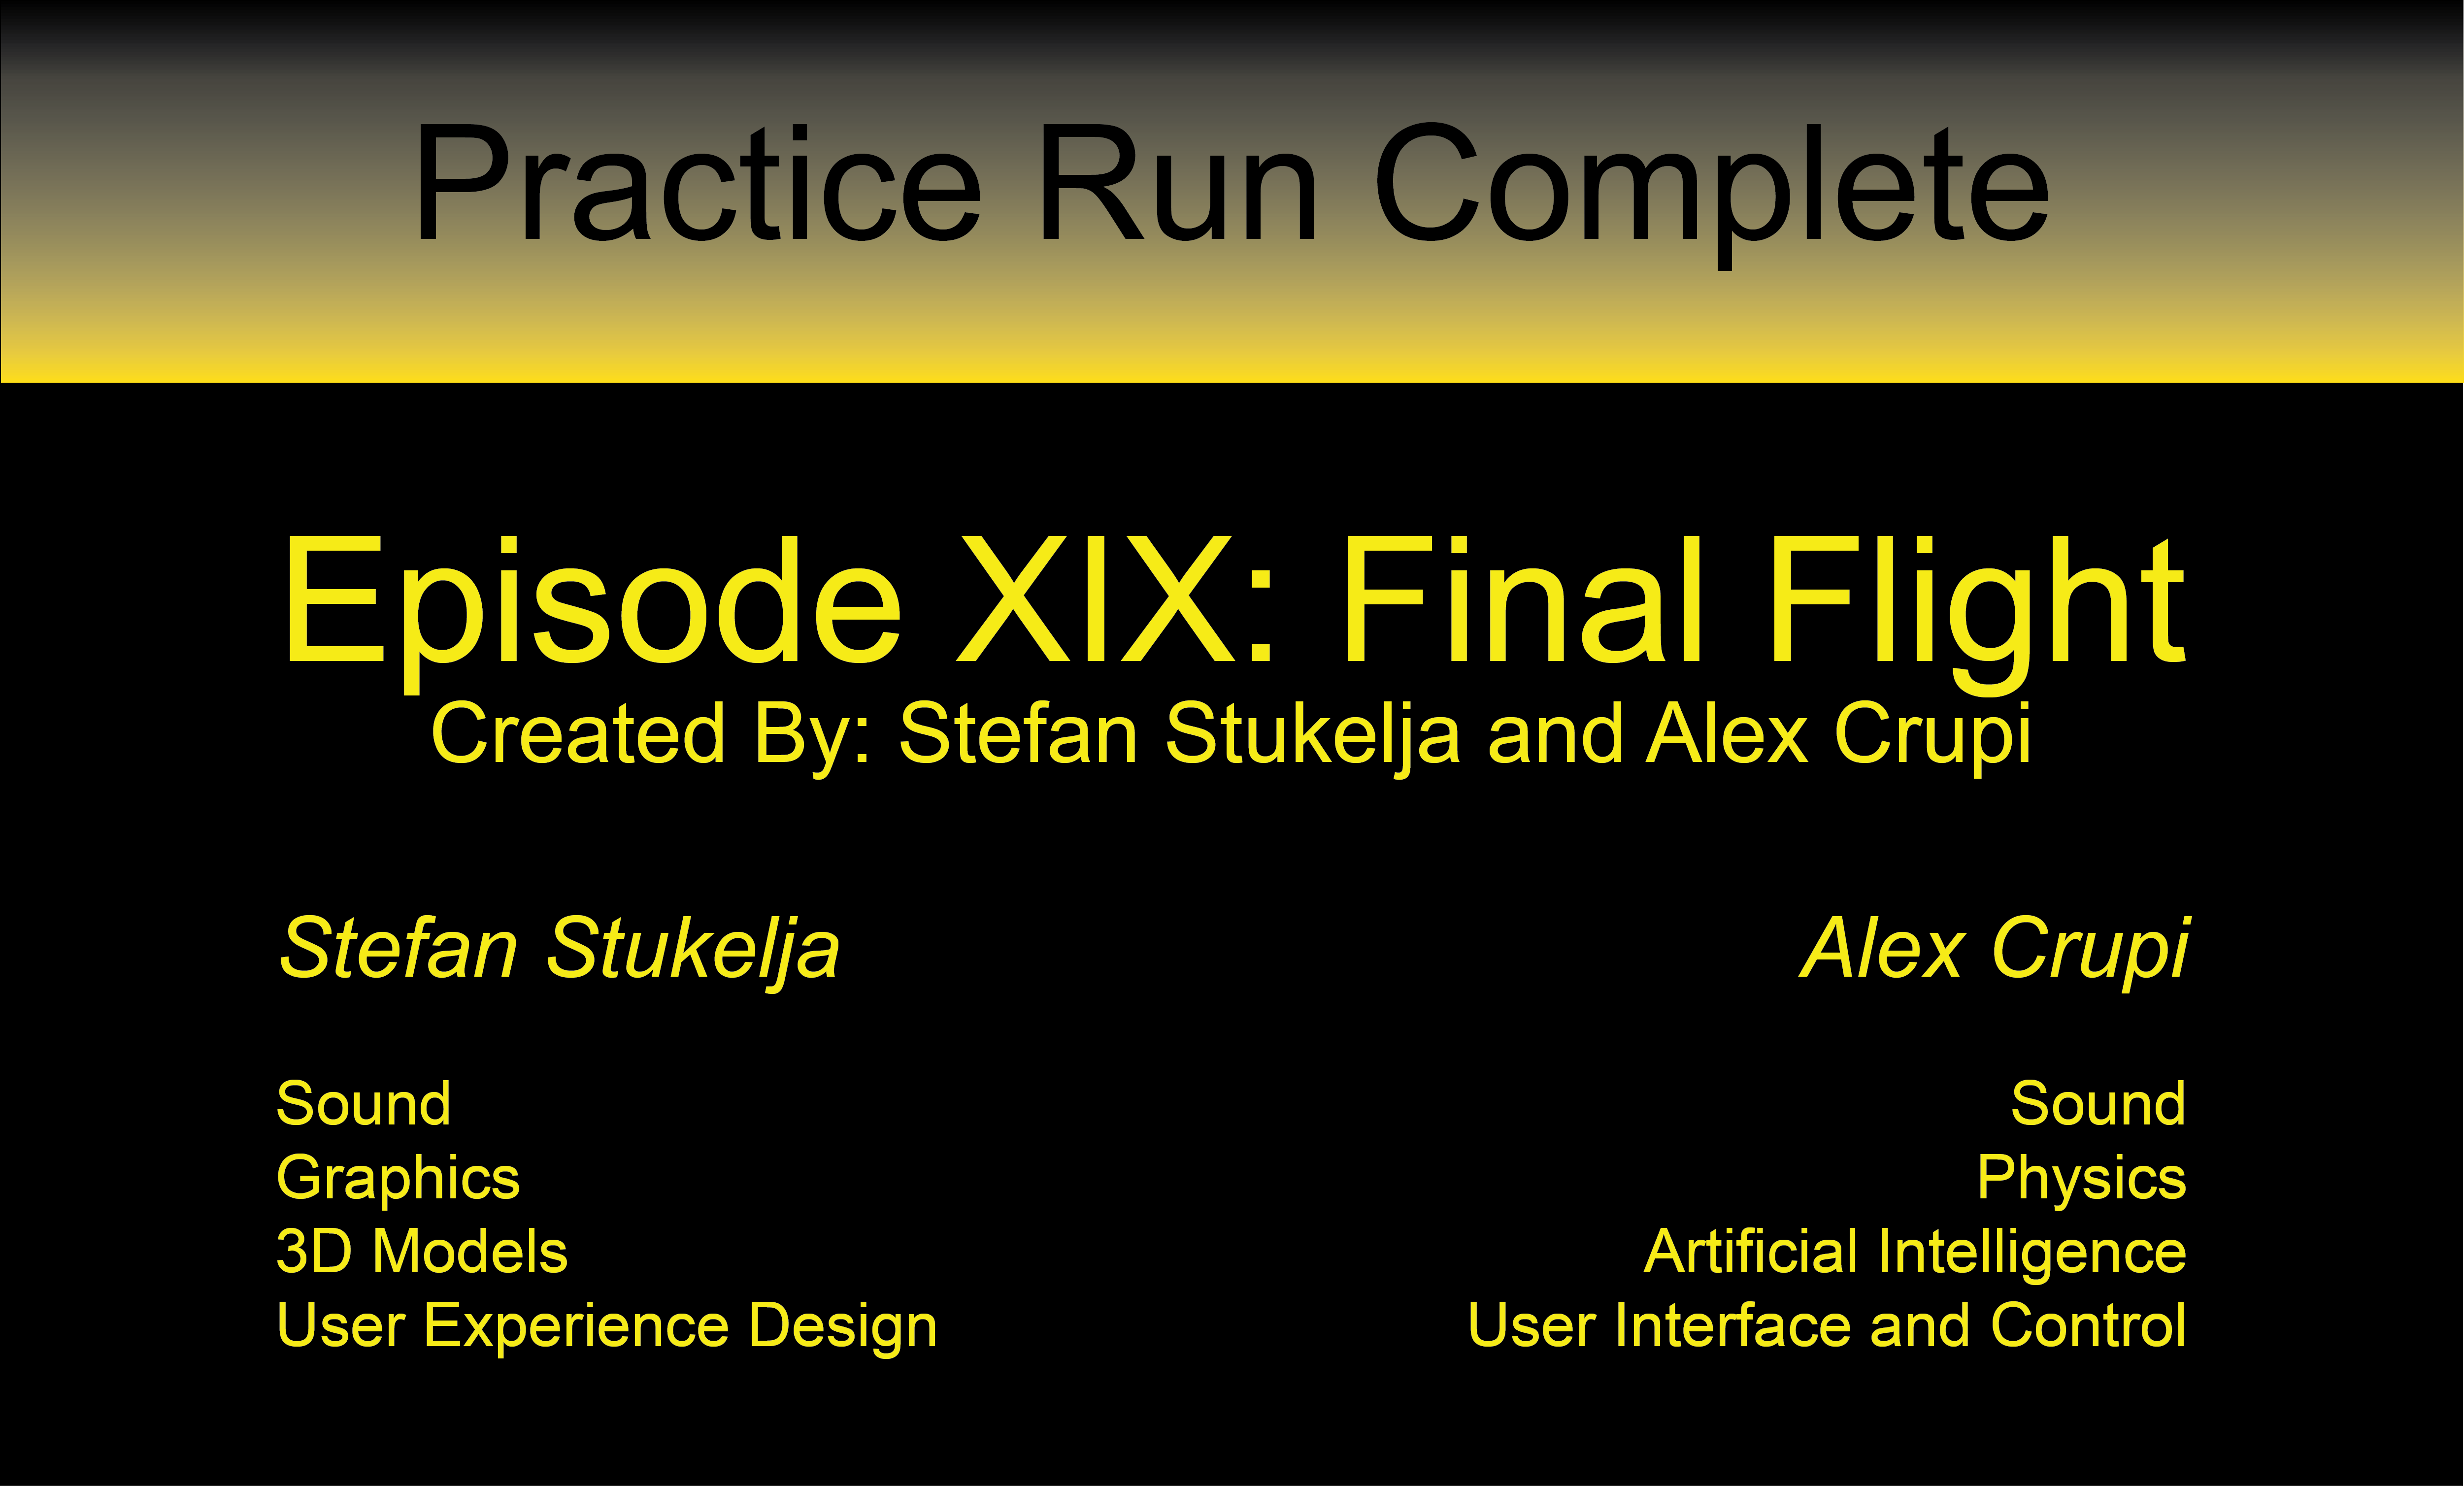 Practice Run Complete
Episode XIX: Final Flight
Created By: Stefan Stukelja and Alex Crupi
Stefan Stukelja
Sound
Graphics
3D Models
User Experience Design
Alex Crupi
Sound
Physics
Artificial Intelligence
User Interface and Control